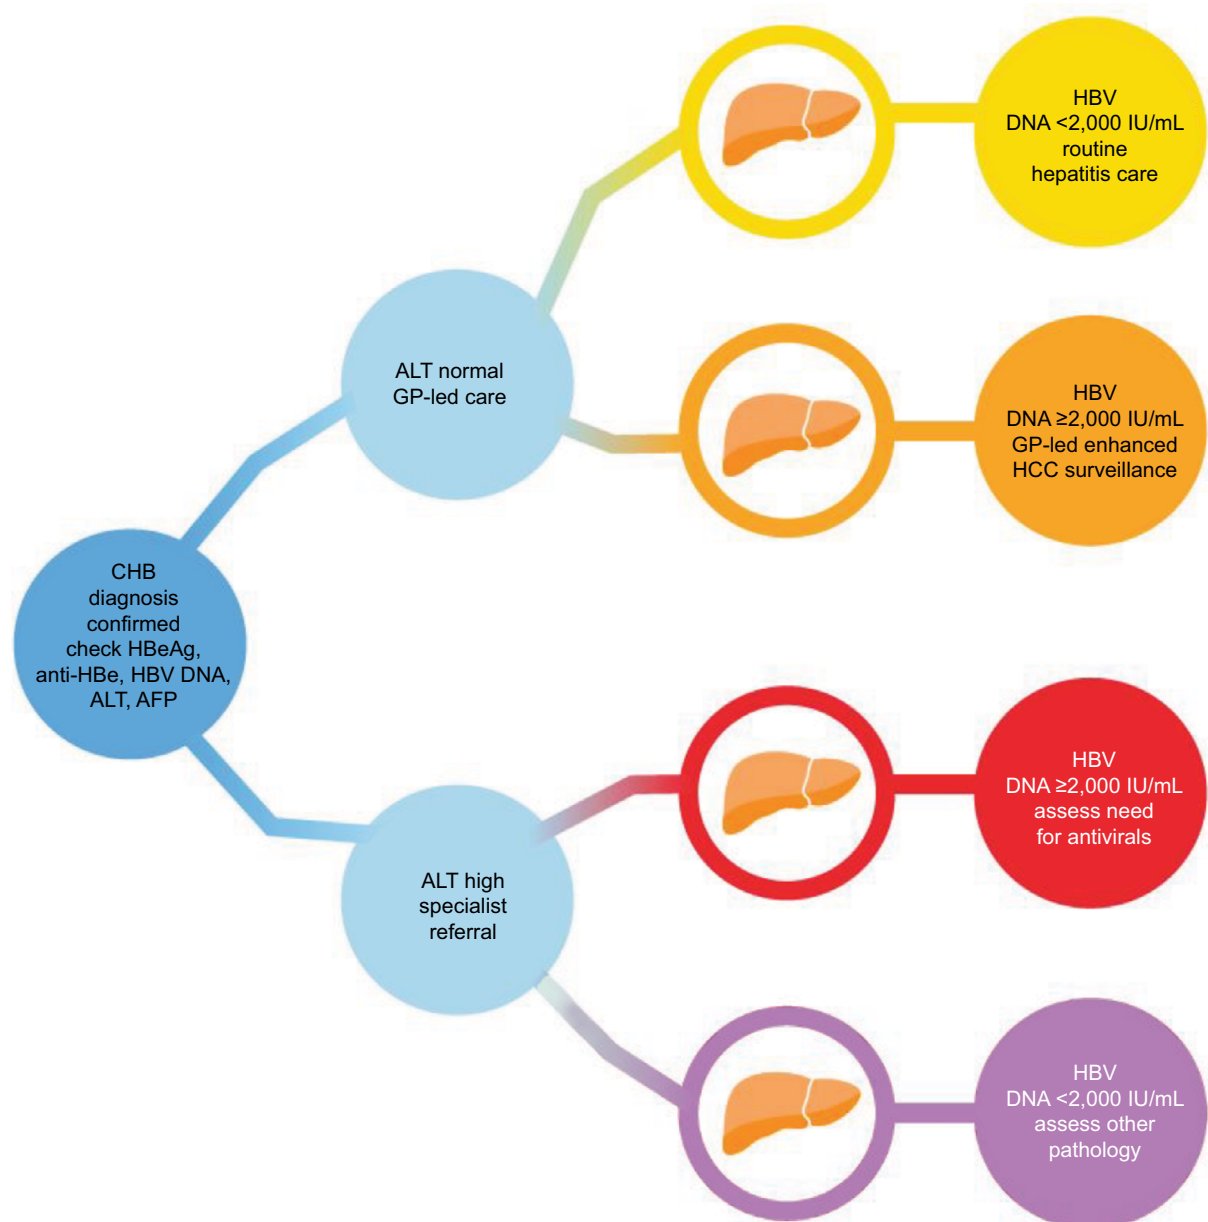 CHB
diagnosis
confirmed
check HBeAg,
anti-HBe, HBV DNA,
ALT, AFP
ALT normal
GP-led care
HBV
DNA <2,000 IU/mL
routine
hepatitis care
HBV
DNA ≥2,000 IU/mL
GP-led enhanced
HCC surveillance
ALT high
specialist
referral
HBV
DNA ≥2,000 IU/mL
assess need
for antivirals
HBV
DNA <2,000 IU/mL
assess other
pathology